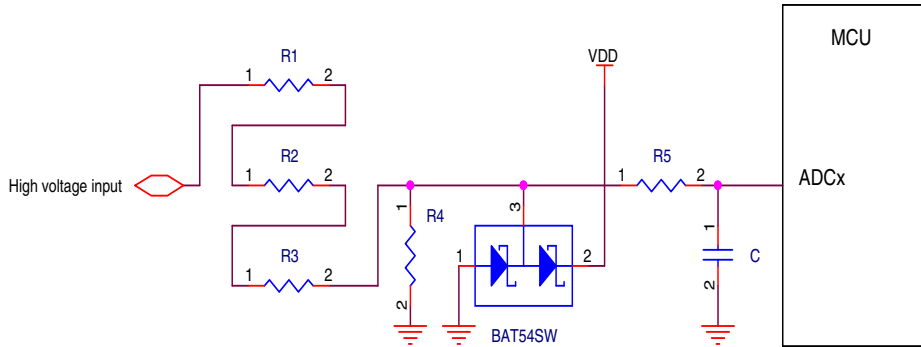 MCU
R1
1 2
VDD
R2
1 2
High voltage input
R5
1 2
ADCx
R3
1 2
1
R4
2
3
1 2
BAT54SW
1
C
2